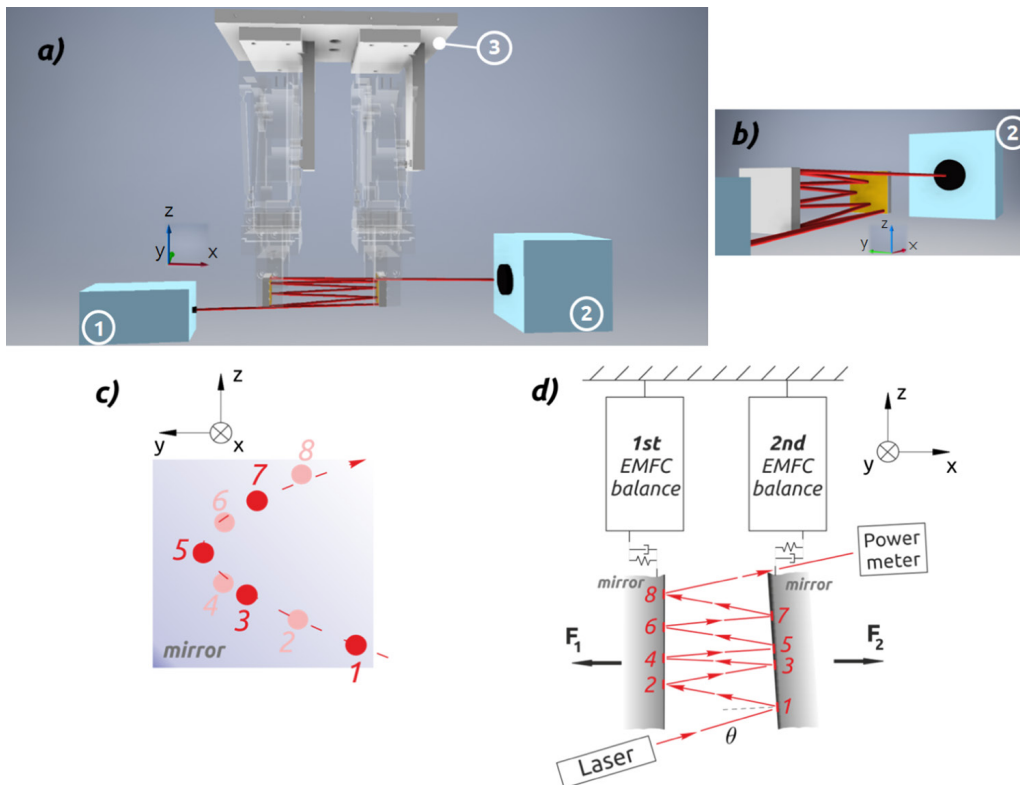 a)
3
z
y
x
1
2
b)
2
z
y
x
c)
z
y
x
8
7
6
5
4
3
2
1
mirror
d)
1st
EMFC
balance
2nd
EMFC
balance
z
y
x
Power
meter
mirror
mirror
8
7
6
5
4
3
2
1
F1
F2
θ
Laser